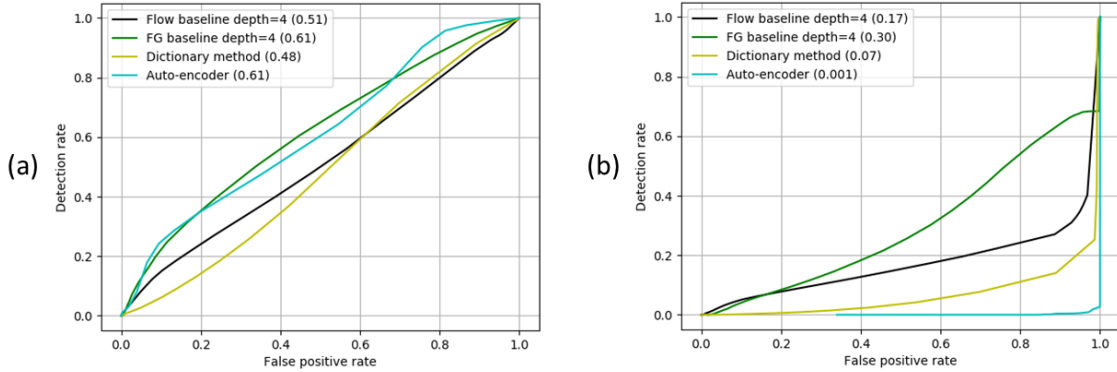 (a)
Detection rate
1.0
0.8
0.6
0.4
0.2
0.0
Flow baseline depth=4 (0.51)
FG baseline depth=4 (0.61)
Dictionary method (0.48)
Auto-encoder (0.61)
0.0 0.2 0.4 0.6 0.8 1.0
False positive rate
(b)
Detection rate
1.0
0.8
0.6
0.4
0.2
0.0
Flow baseline depth=4 (0.17)
FG baseline depth=4 (0.30)
Dictionary method (0.07)
Auto-encoder (0.001)
0.0 0.2 0.4 0.6 0.8 1.0
False positive rate